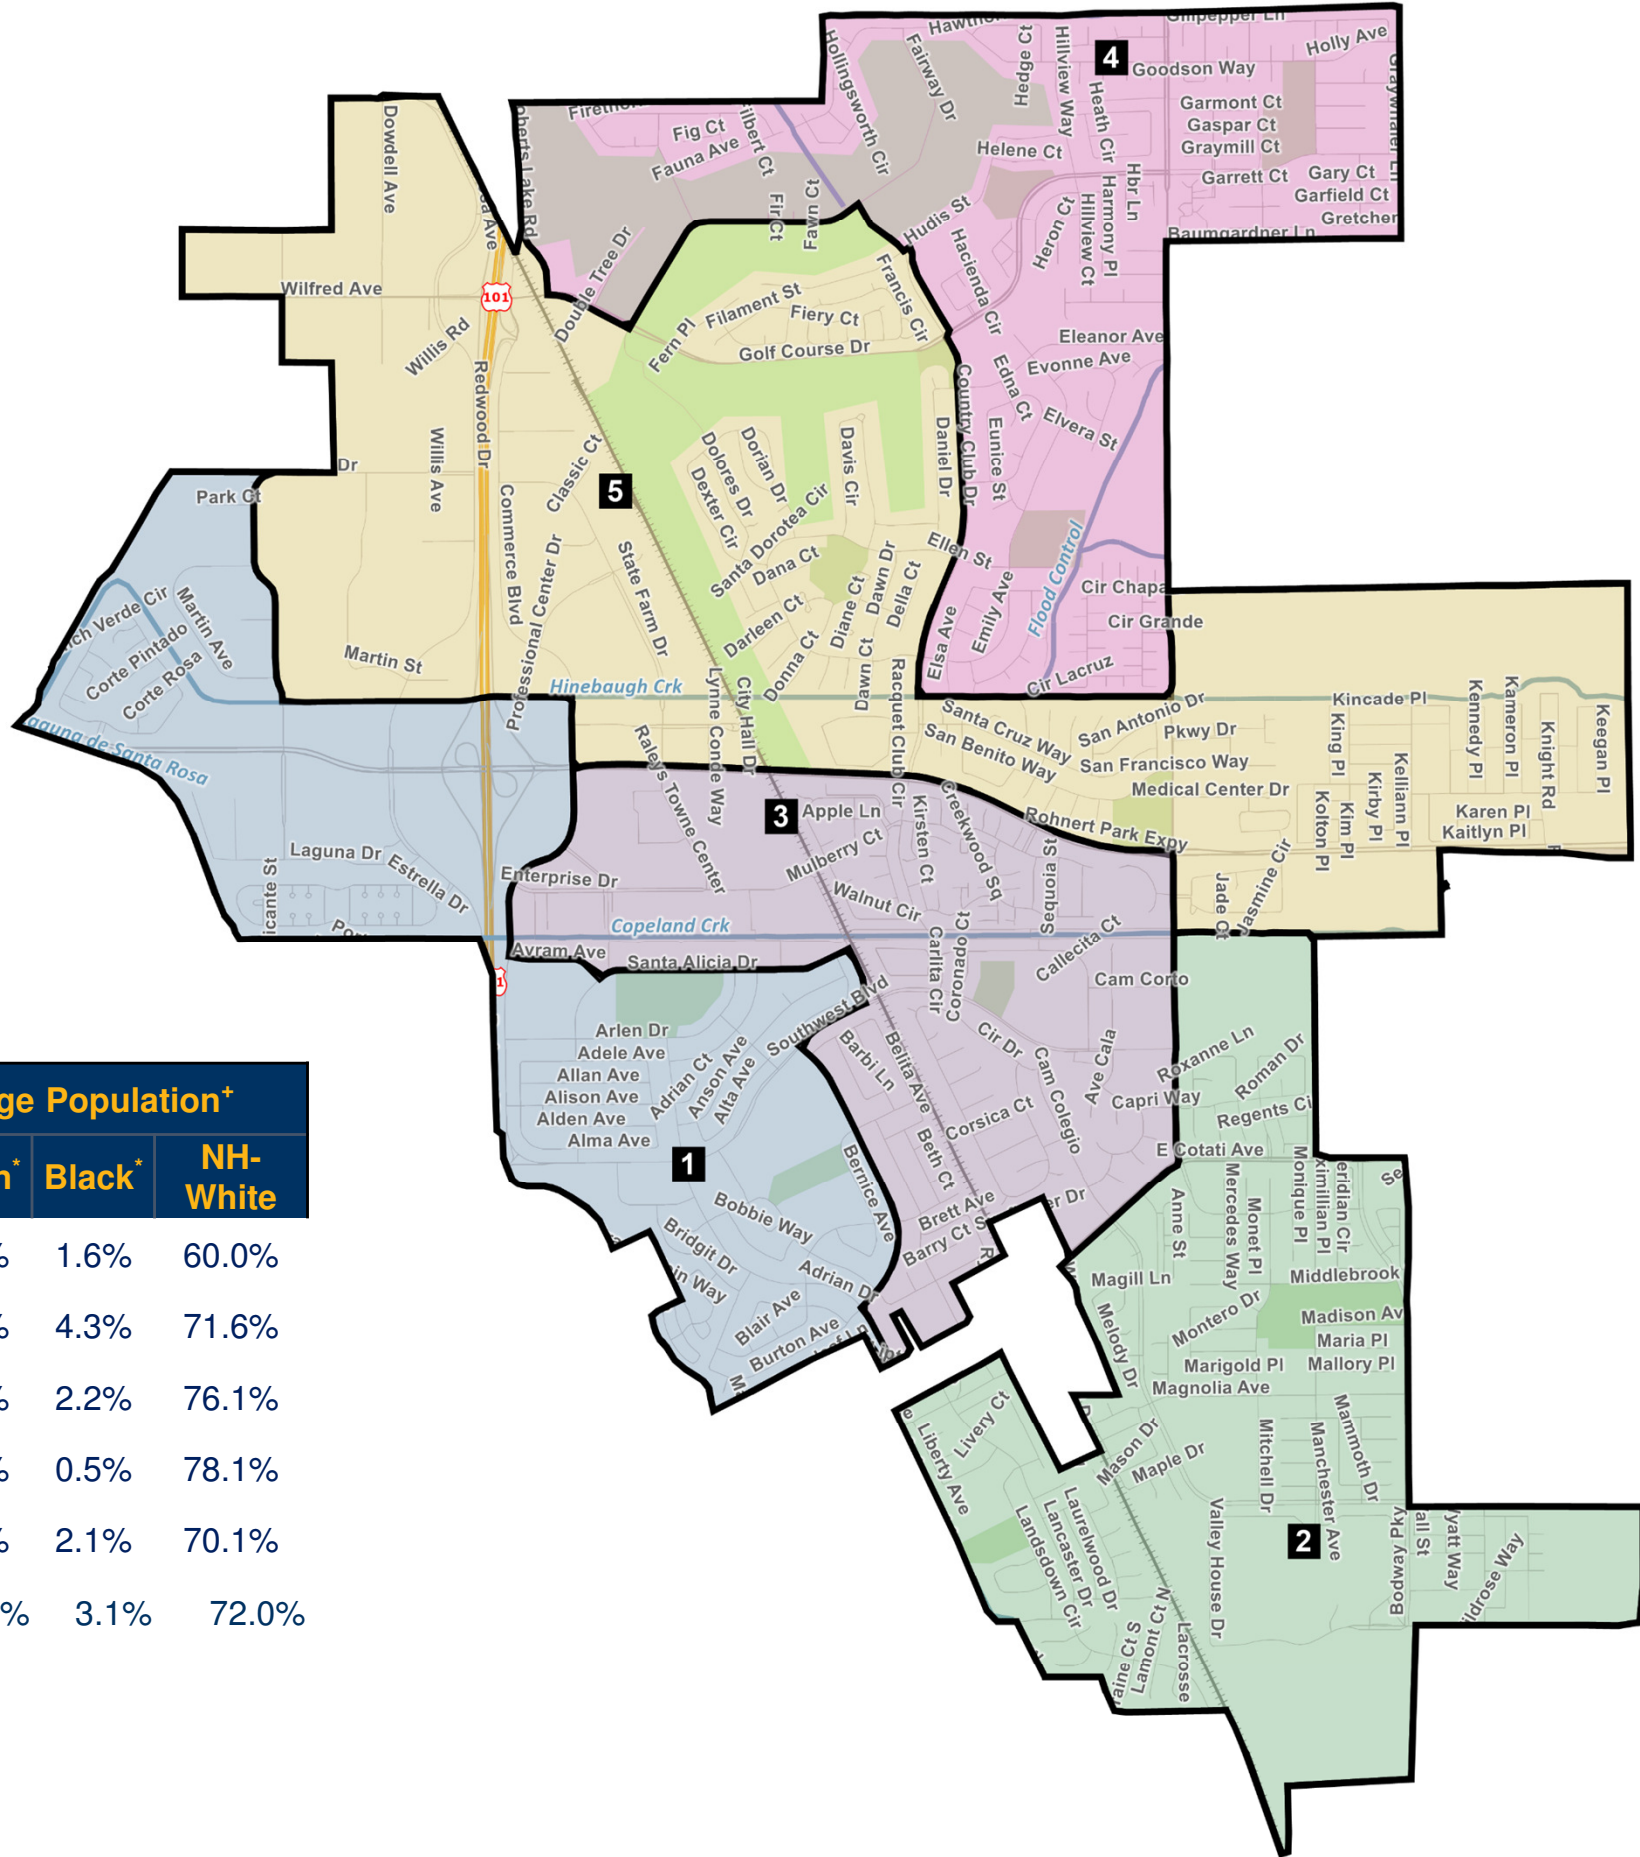 Hollingsworth Cir
Fairway Dr
Hedge Ct
Hillview Way
4
Goodson Way
Holly Ave
Heath Cir
Garmont Ct
Gaspar Ct
Graymill Ct
Garrett Ct
Gary Ct
Garfield Ct
Baumgardner Ln
Dowdell Ave
Fig Ct
Fauna Ave
Fir Ct
Fawn Ct
Helene Ct
Hbr Ln
Harmony Pl
Hillview Ct
Heron Ct
Hudis St
Hacienda Cir
Double Tree Dr
Wilfred Ave
101
Willis Rd
Redwood Dr
Fern Pl
Filament St
Fiery Ct
Francis Cir
Golf Course Dr
Eleanor Ave
Evonne Ave
Edna Ct
Elvera St
Eunice St
Country Club Dr
Daniel Dr
Davis Cir
Dorian Dr
Dolores Dr
Dexter Cir
Santa Dorotea Cir
Dana Ct
Dawn Dr
Della Ct
Diane Ct
Darleen Ct
Donna Ct
Dawn Ct
Ellen St
Elsa Ave
Emily Ave
Flood Control
Cir Chapa
Cir Grande
Cir Lacruz
Dr
Willis Ave
Classic Ct
5
Commerce Blvd
Professional Center Dr
State Farm Dr
Park Ct
Martin Ave
Corte Pintado
Corte Rosa
Martin St
Hinebaugh Crk
Lynne Conde Way
City Hall Dr
Racquet Club Cir
Raleys Towne Center
Santa Cruz Way
San Benito Way
San Antonio Dr
Pkwy Dr
San Francisco Way
Medical Center Dr
Kincade Pl
King Pl
Kennedy Pl
Kameron Pl
Knight Rd
Keegan Pl
Kolton Pl
Kim Pl
Kirby Pl
Kellian Pl
Karen Pl
Kaitlyn Pl
Jade Ct
Jasmine Cir
Rohnert Park Expy
3
Apple Ln
Mulberry Ct
Kirsten Ct
Creekwood Sq
Walnut Cir
Seajones
Laguna Dr
Estrella Dr
Enterprise Dr
Copeland Crk
Avram Ave
Santa Alicia Dr
Carlita Cir
Coronado Ct
Callecita Ct
Cam Corto
Southwest Blvd
Cir Dr
Cam Colegio
Ave Cala
Barbi Ln
Belita Ave
Corsica Ct
Capri Way
Beth Ct
Arlen Dr
Adele Ave
Allan Ave
Alison Ave
Alden Ave
Alma Ave
Adrian Ct
Anson Ave
Alta Ave
1
Bobbie Way
Bernice Ave
Bridgit Dr
Adrian Dr
Blair Ave
Burton Ave
Brett Ave
Barry Ct S
Roxanne Ln
Roman Dr
Regents Ci
E Cotati Ave
Anne St
Mercedes Way
Monet Pl
Monique Pl
Magill Ln
Middlebrook
Montero Dr
Madison Av
Maria Pl
Marigold Pl
Mallory Pl
Magnolia Ave
Melody Dr
Mason Dr
Maple Dr
Mitchell Dr
Manchester Ave
Mammoth Dr
Valley House Dr
2
Bodway Pky
Livery Ct
Liberty Ave
Landsdown Cir
Lancaster Dr
Laurelwood Dr
Lamont Ct N
Lacrosse
ge Population+
n* Black* NH-White
% 1.6% 60.0%
% 4.3% 71.6%
% 2.2% 76.1%
% 0.5% 78.1%
% 2.1% 70.1%
% 3.1% 72.0%